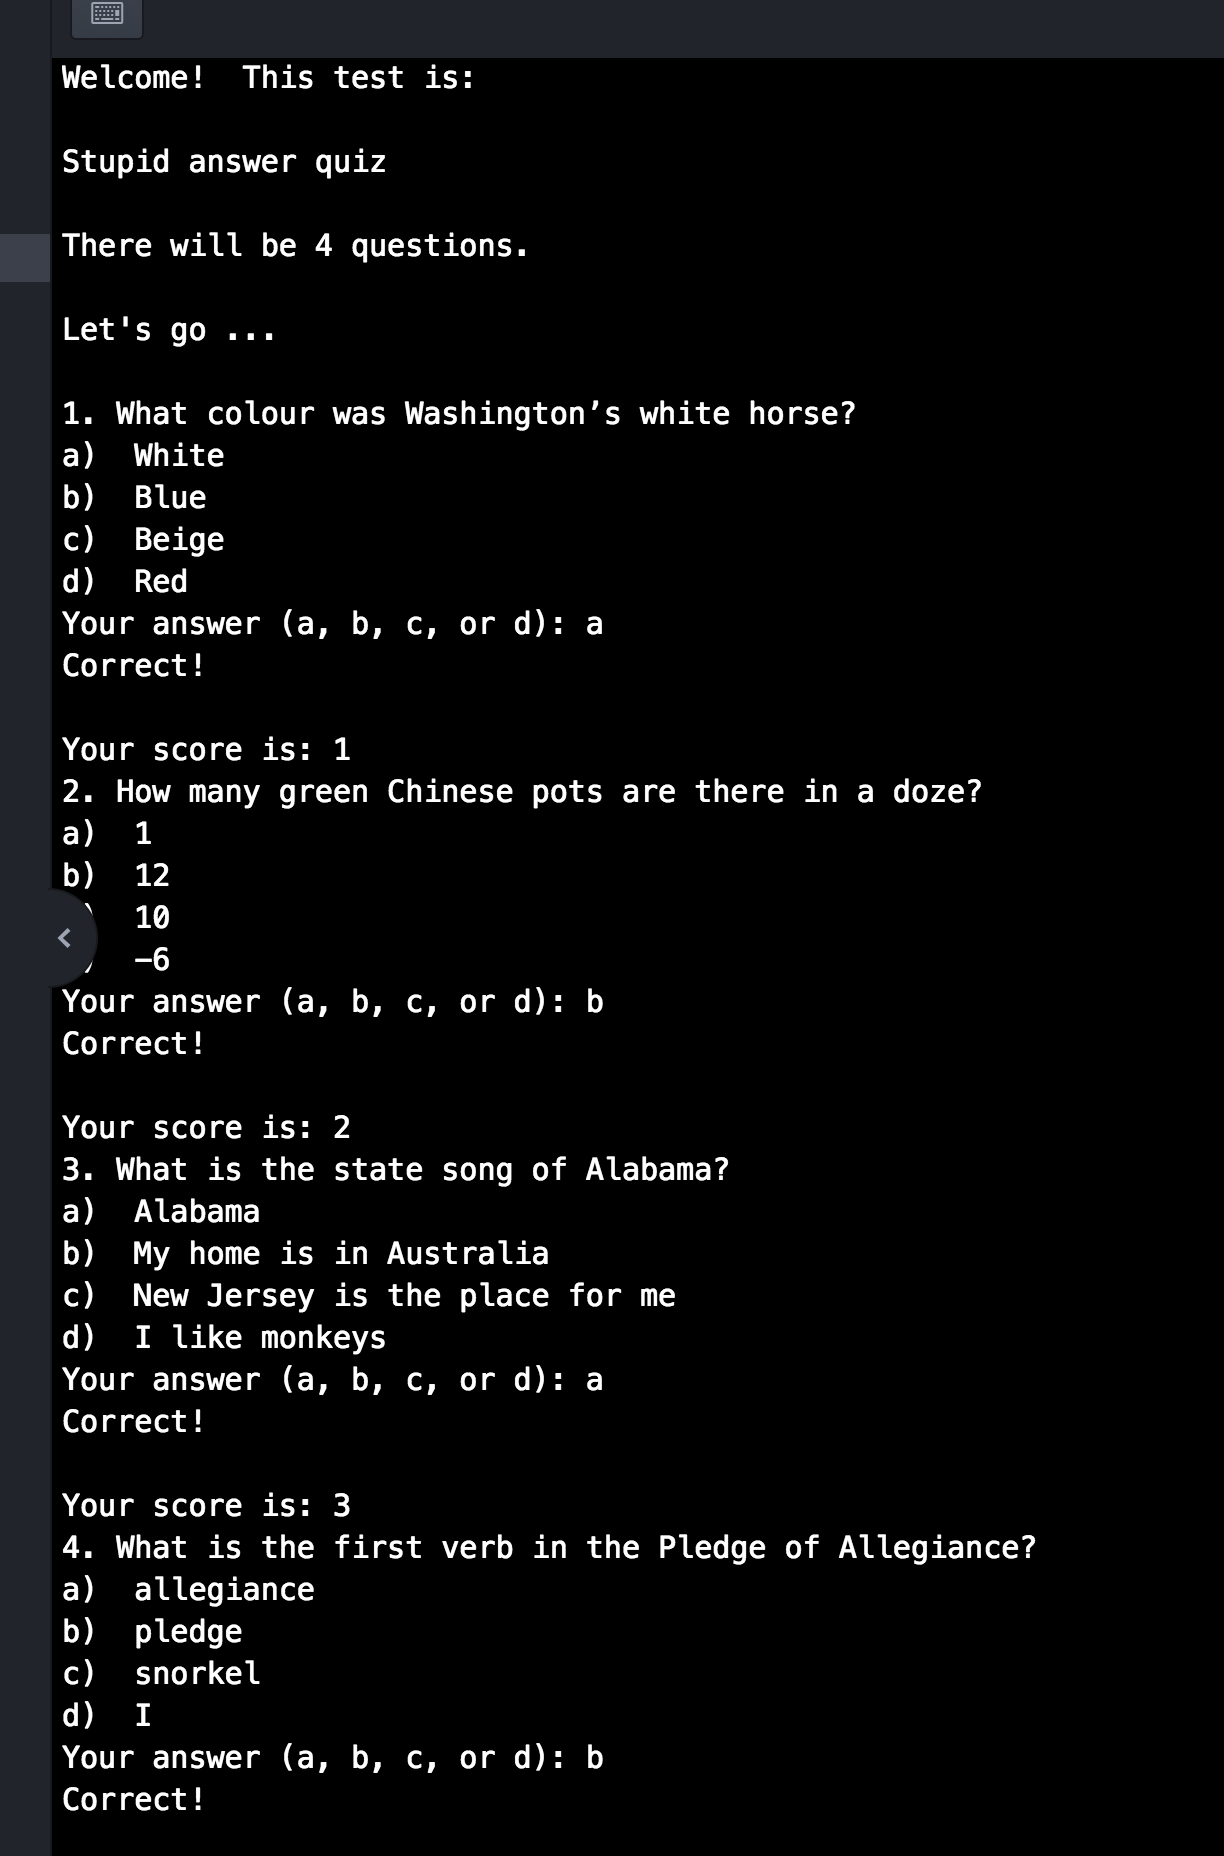 Welcome!  This test is:
Stupid answer quiz
There will be 4 questions.
Let's go ...
1. What colour was Washington’s white horse?
a)  White
b)  Blue
c)  Beige
d)  Red
Your answer (a, b, c, or d): a
Correct!
Your score is: 1
2. How many green Chinese pots are there in a doze?
a)  1
b)  12
)  10
)  -6
Your answer (a, b, c, or d): b
Correct!
Your score is: 2
3. What is the state song of Alabama?
a)  Alabama
b)  My home is in Australia
c)  New Jersey is the place for me
d)  I like monkeys
Your answer (a, b, c, or d): a
Correct!
Your score is: 3
4. What is the first verb in the Pledge of Allegiance?
a)  allegiance
b)  pledge
c)  snorkel
d)  I
Your answer (a, b, c, or d): b
Correct!